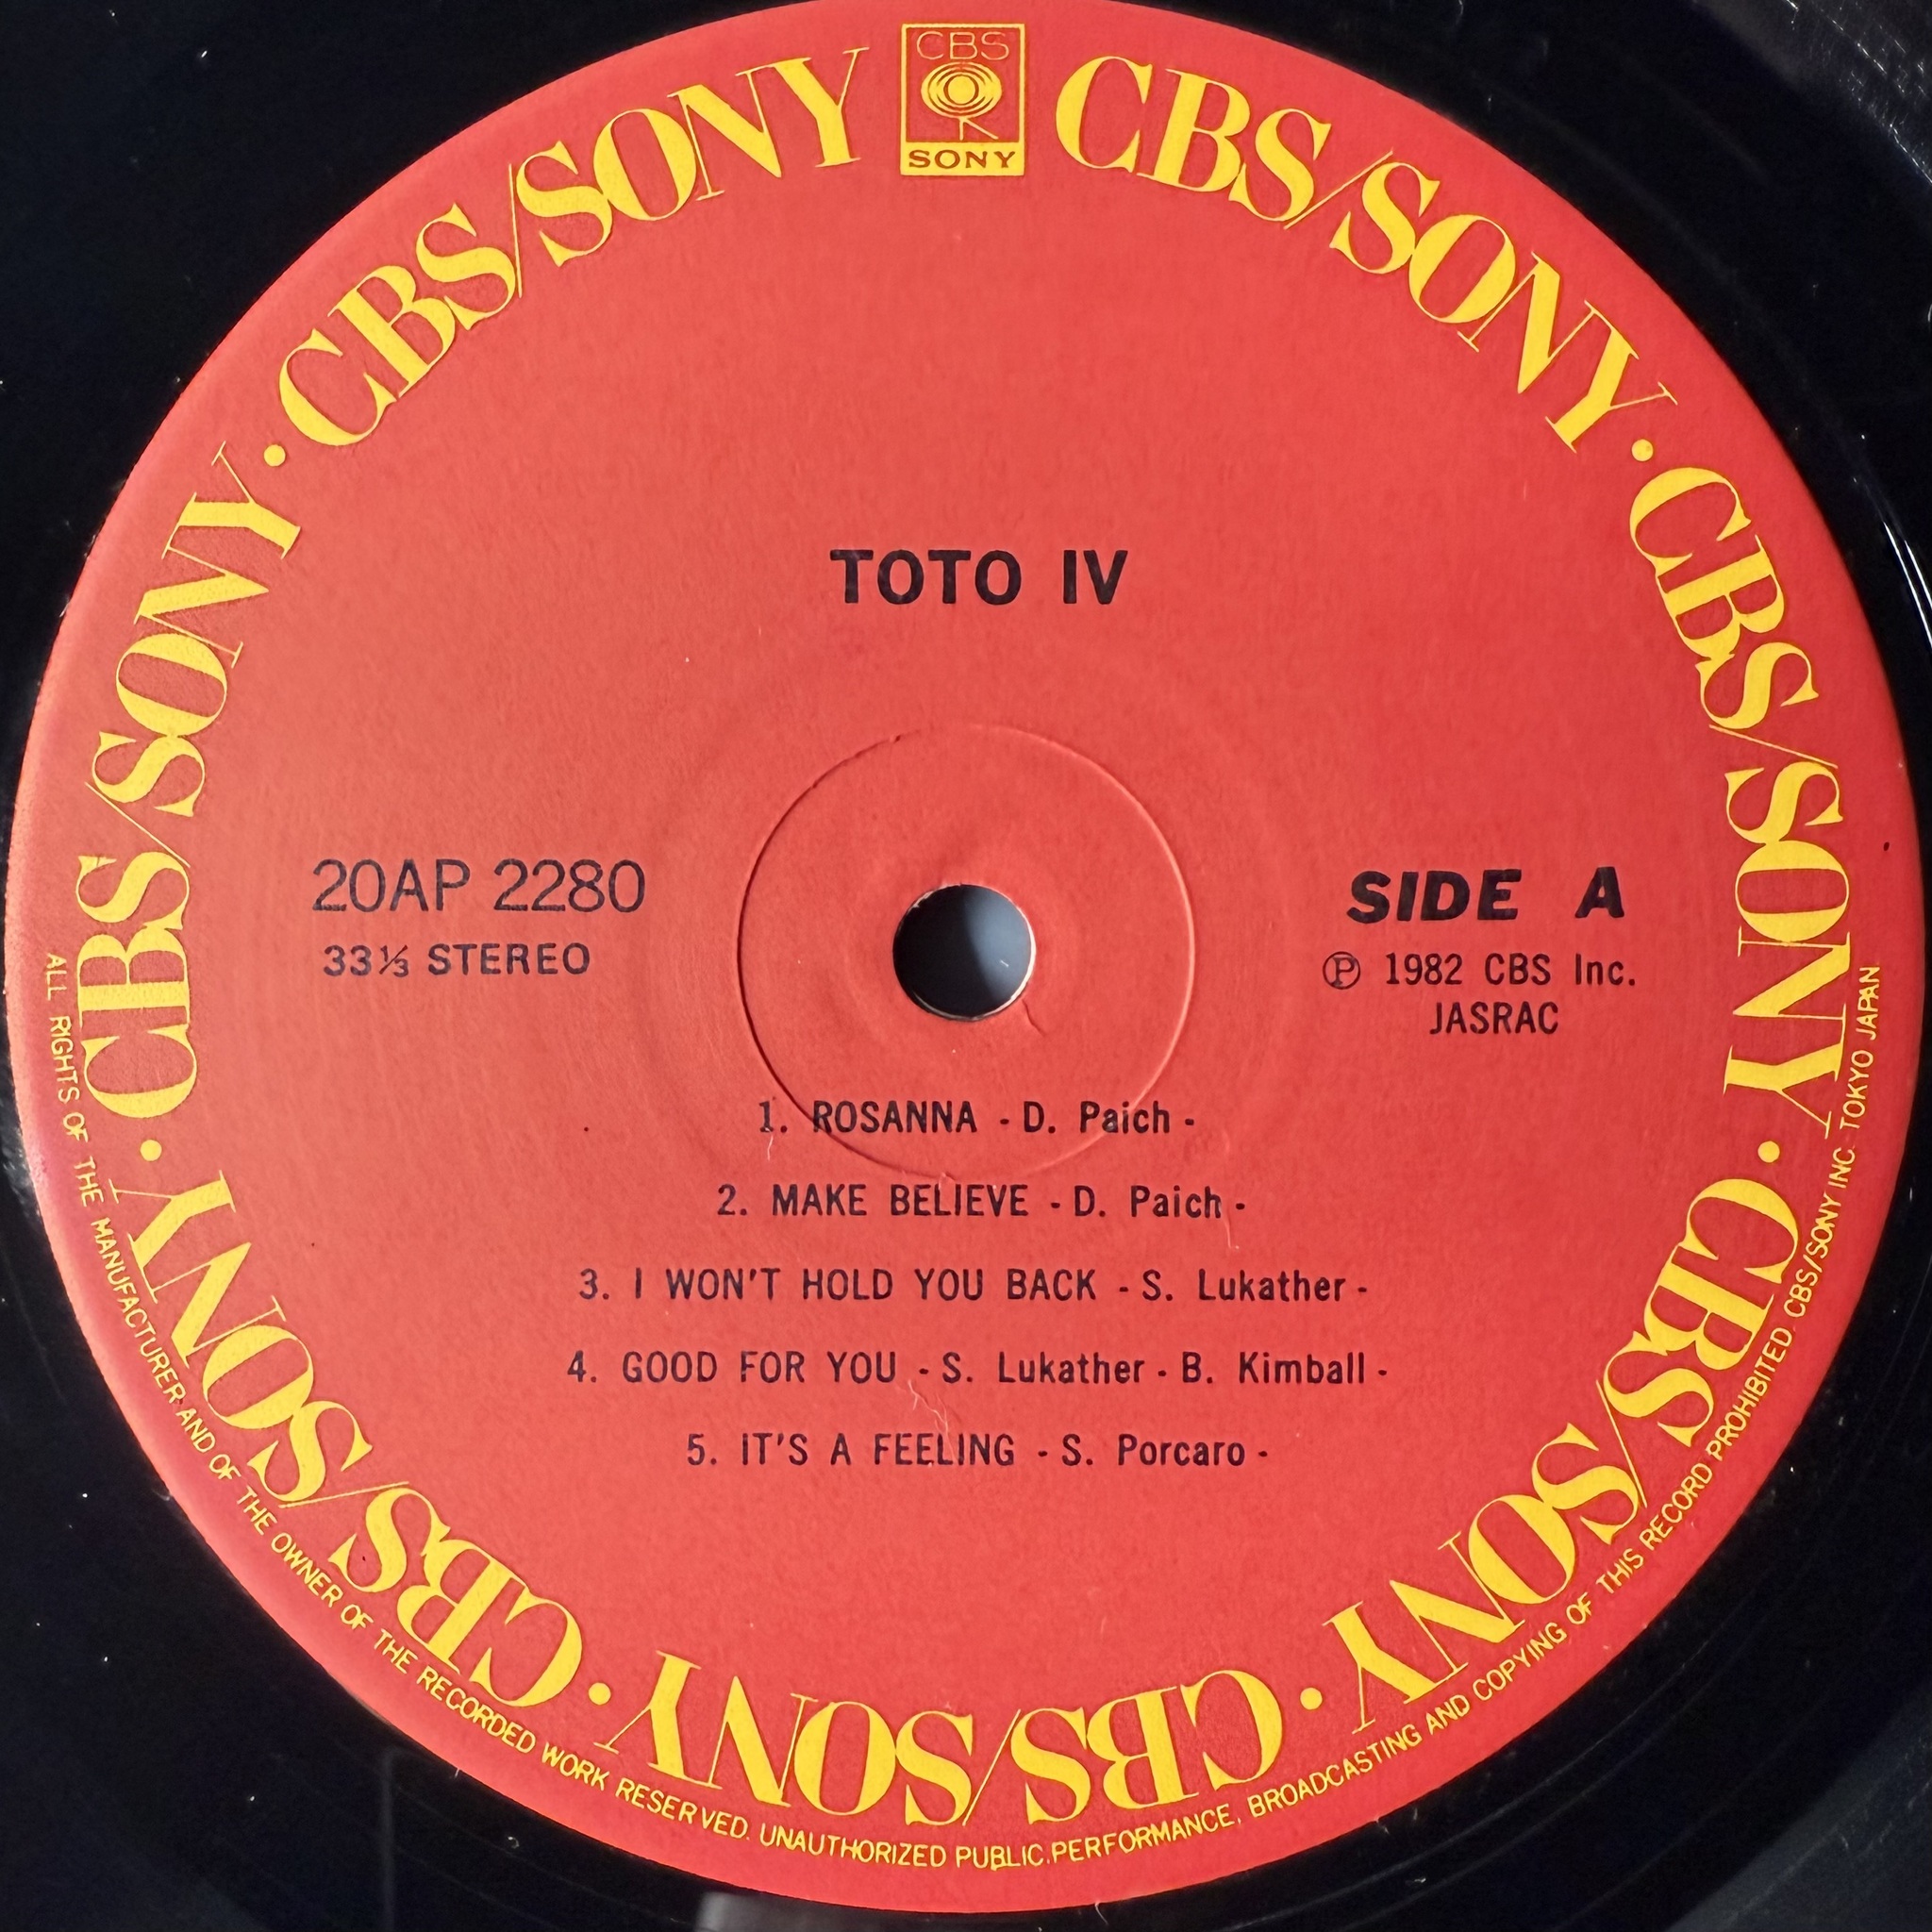 CBS
SONY
CBS/SONY · CBS/SONY · CBS/SONY · CBS/SONY · CBS/SONY · CBS/SONY · CBS/SONY · CBS/SONY
TOTO IV
20AP 2280
33⅓ STEREO
SIDE A
Ⓟ 1982 CBS Inc.
JASRAC
1. ROSANNA - D. Paich -
2. MAKE BELIEVE - D. Paich -
3. I WON'T HOLD YOU BACK - S. Lukather -
4. GOOD FOR YOU - S. Lukather - B. Kimball -
5. IT'S A FEELING - S. Porcaro -
ALL RIGHTS OF THE MANUFACTURER AND OF THE OWNER OF THE RECORDED WORK RESERVED. UNAUTHORIZED PUBLIC.PERFORMANCE, BROADCASTING AND COPYING OF THIS RECORD PROHIBITED. CBS/SONY INC. TOKYO JAPAN